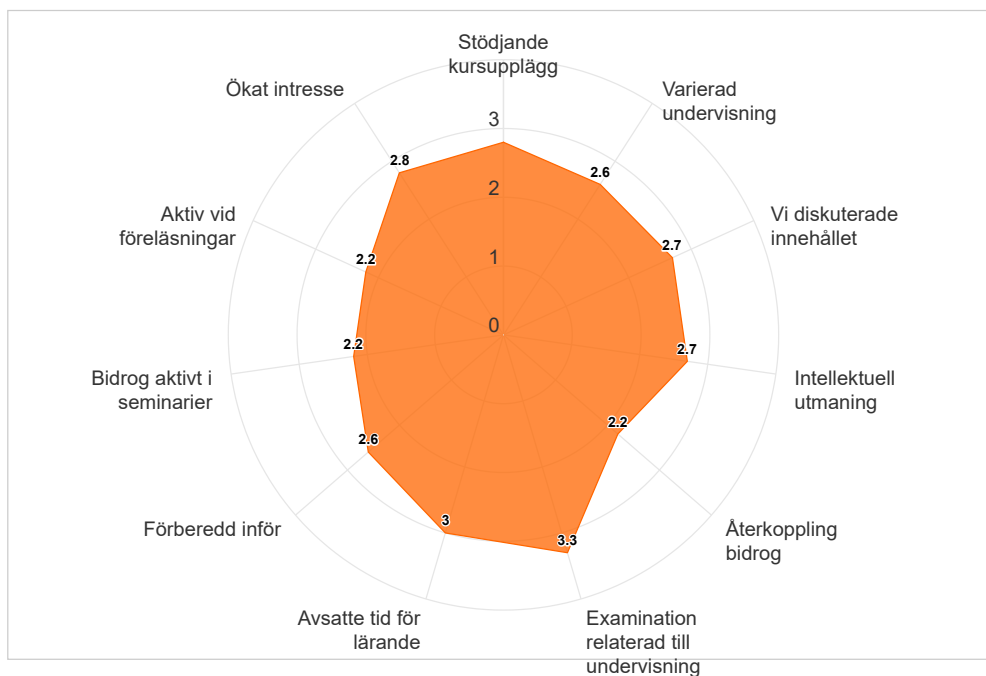 Stödjande
kursupplägg
Varierad
undervisning
Vi diskuterade
innehållet
Intellektuell
utmaning
Återkoppling
bidrog
Examination
relaterad till
undervisning
Avsatte tid för
lärande
Förberedd inför
Bidrog aktivt i
seminarier
Aktiv vid
föreläsningar
Ökat intresse
3
2
1
0
2.6
2.7
2.7
2.2
3.3
3
2.6
2.2
2.2
2.8